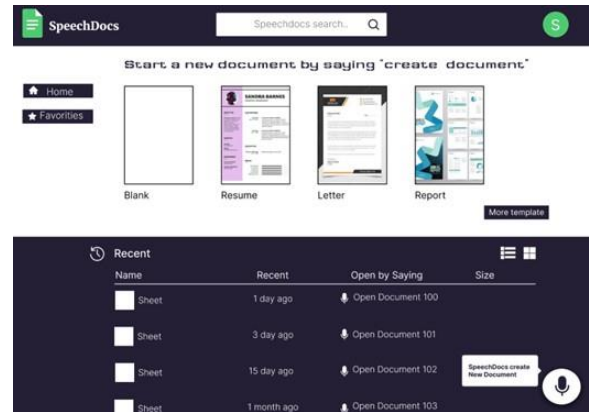 SpeechDocs
Speechdocs search..
S
Start a new document by saying "create document"
Home
Favorities
SANDRA BARNES
Blank
Resume
Letter
Report
More template
Recent
Name Recent Open by Saying Size
Sheet 1 day ago Open Document 100
Sheet 3 day ago Open Document 101
Sheet 15 day ago Open Document 102
SpeechDocs create
New Document
Sheet 1 month ago Open Document 103